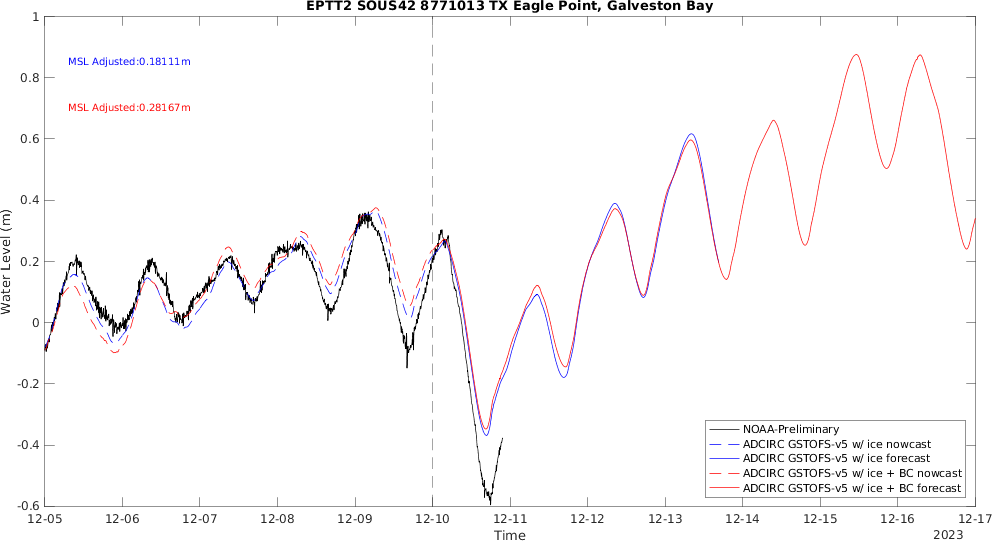 EPTT2 SOUS42 8771013 TX Eagle Point, Galveston Bay
1
0.8
0.6
0.4
0.2
0
-0.2
-0.4
-0.6
Water Level (m)
MSL Adjusted:0.18111m
MSL Adjusted:0.28167m
NOAA-Preliminary
ADCIRC GSTOFS-v5 w/ ice nowcast
ADCIRC GSTOFS-v5 w/ ice forecast
ADCIRC GSTOFS-v5 w/ ice + BC nowcast
ADCIRC GSTOFS-v5 w/ ice + BC forecast
12-05 12-06 12-07 12-08 12-09 12-10 12-11 12-12 12-13 12-14 12-15 12-16 12-17
Time
2023